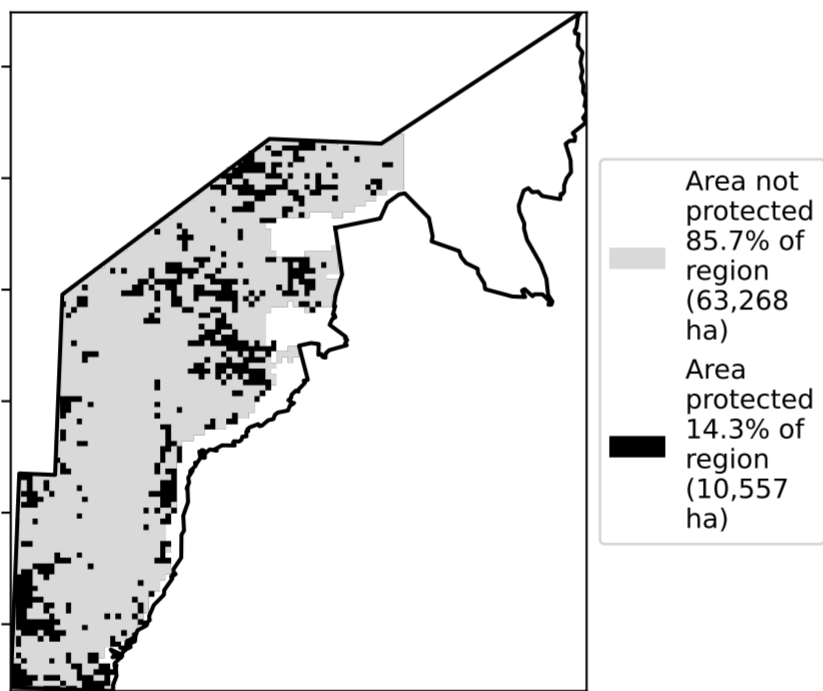 Area not
protected
85.7% of
region
(63,268
ha)
Area
protected
14.3% of
region
(10,557
ha)